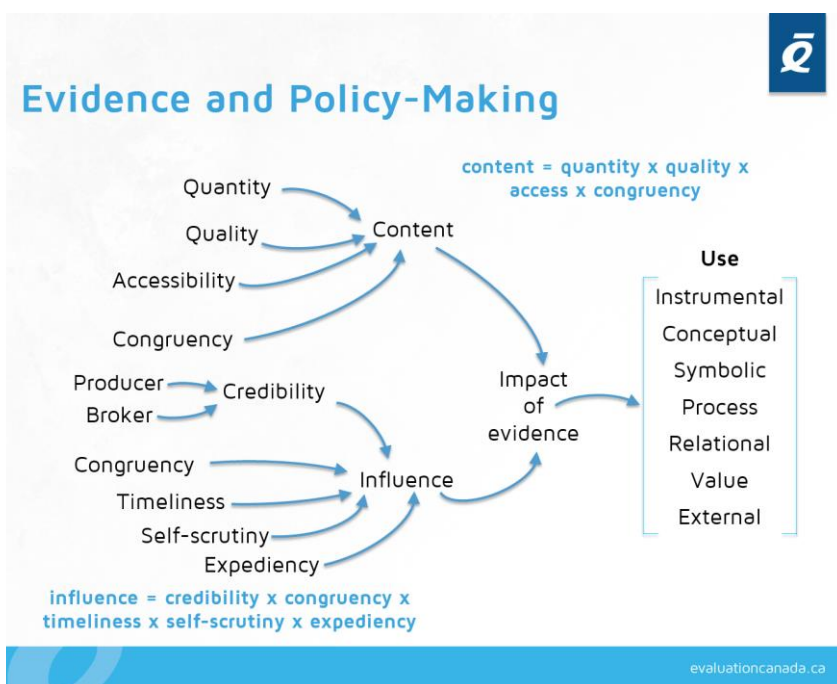 Evidence and Policy-Making
content = quantity x quality x
access x congruency
Quantity
Quality
Accessibility
Congruency
Content
Producer
Broker
Credibility
Congruency
Timeliness
Self-scrutiny
Expediency
Influence
Impact
of
evidence
Use
Instrumental
Conceptual
Symbolic
Process
Relational
Value
External
influence = credibility x congruency x
timeliness x self-scrutiny x expediency
evaluationcanada.ca